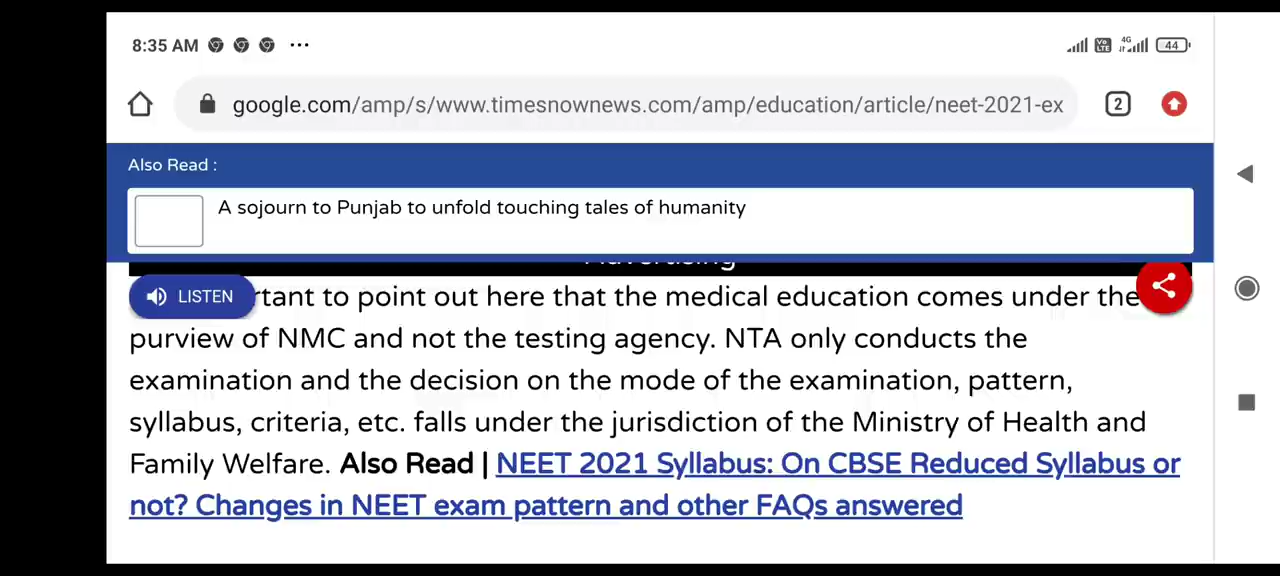 8:35 AM
4G
44
google.com/amp/s/www.timesnownews.com/amp/education/article/neet-2021-ex
2
Also Read :
A sojourn to Punjab to unfold touching tales of humanity
Advertising
LISTEN
rtant to point out here that the medical education comes under the
purview of NMC and not the testing agency. NTA only conducts the
examination and the decision on the mode of the examination, pattern,
syllabus, criteria, etc. falls under the jurisdiction of the Ministry of Health and
Family Welfare. Also Read | NEET 2021 Syllabus: On CBSE Reduced Syllabus or
not? Changes in NEET exam pattern and other FAQs answered